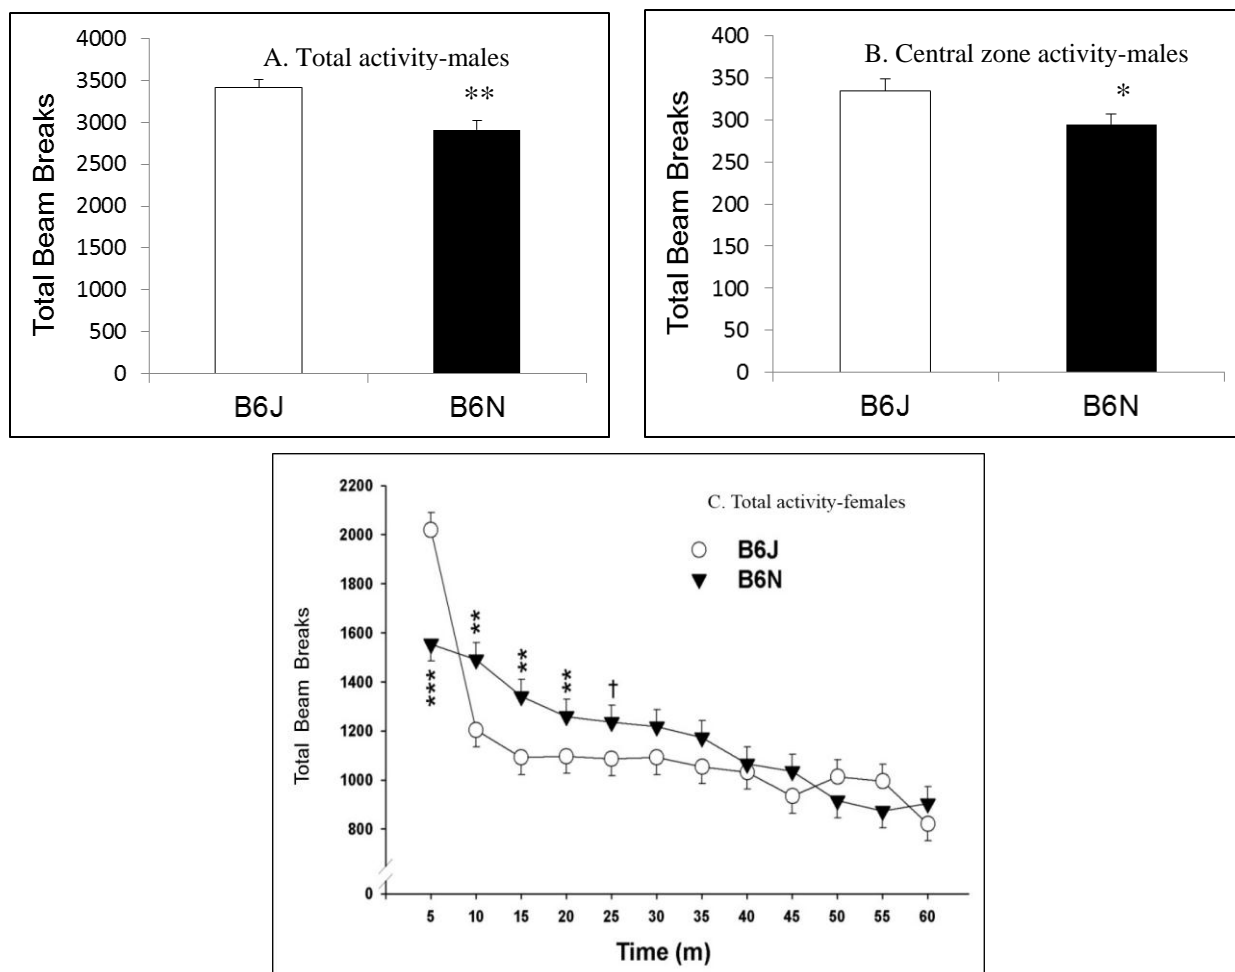 A. Total activity-males
Total Beam Breaks
4000
3500
3000
2500
2000
1500
1000
500
0
**
B6J
B6N
B. Central zone activity-males
Total Beam Breaks
400
350
300
250
200
150
100
50
0
*
B6J
B6N
C. Total activity-females
B6J
B6N
Total Beam Breaks
2200
2000
1800
1600
1400
1200
1000
800
0
***
**
**
**
†
5 10 15 20 25 30 35 40 45 50 55 60
Time (m)